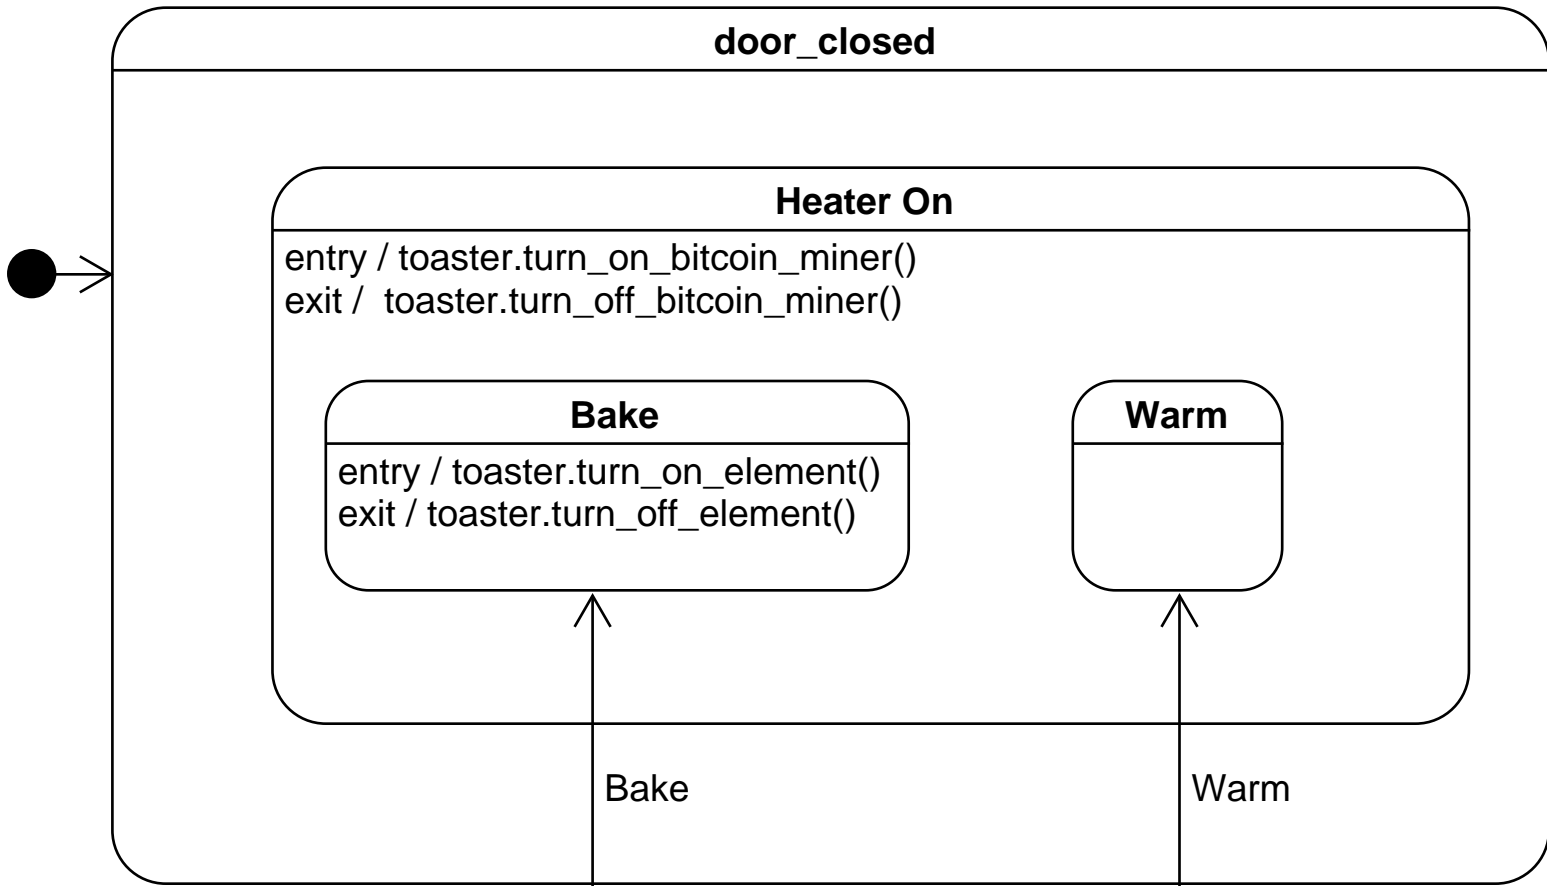 door_closed
Heater On
entry / toaster.turn_on_bitcoin_miner()
exit /  toaster.turn_off_bitcoin_miner()
Bake
Warm
entry / toaster.turn_on_element()
exit / toaster.turn_off_element()
Bake
Warm